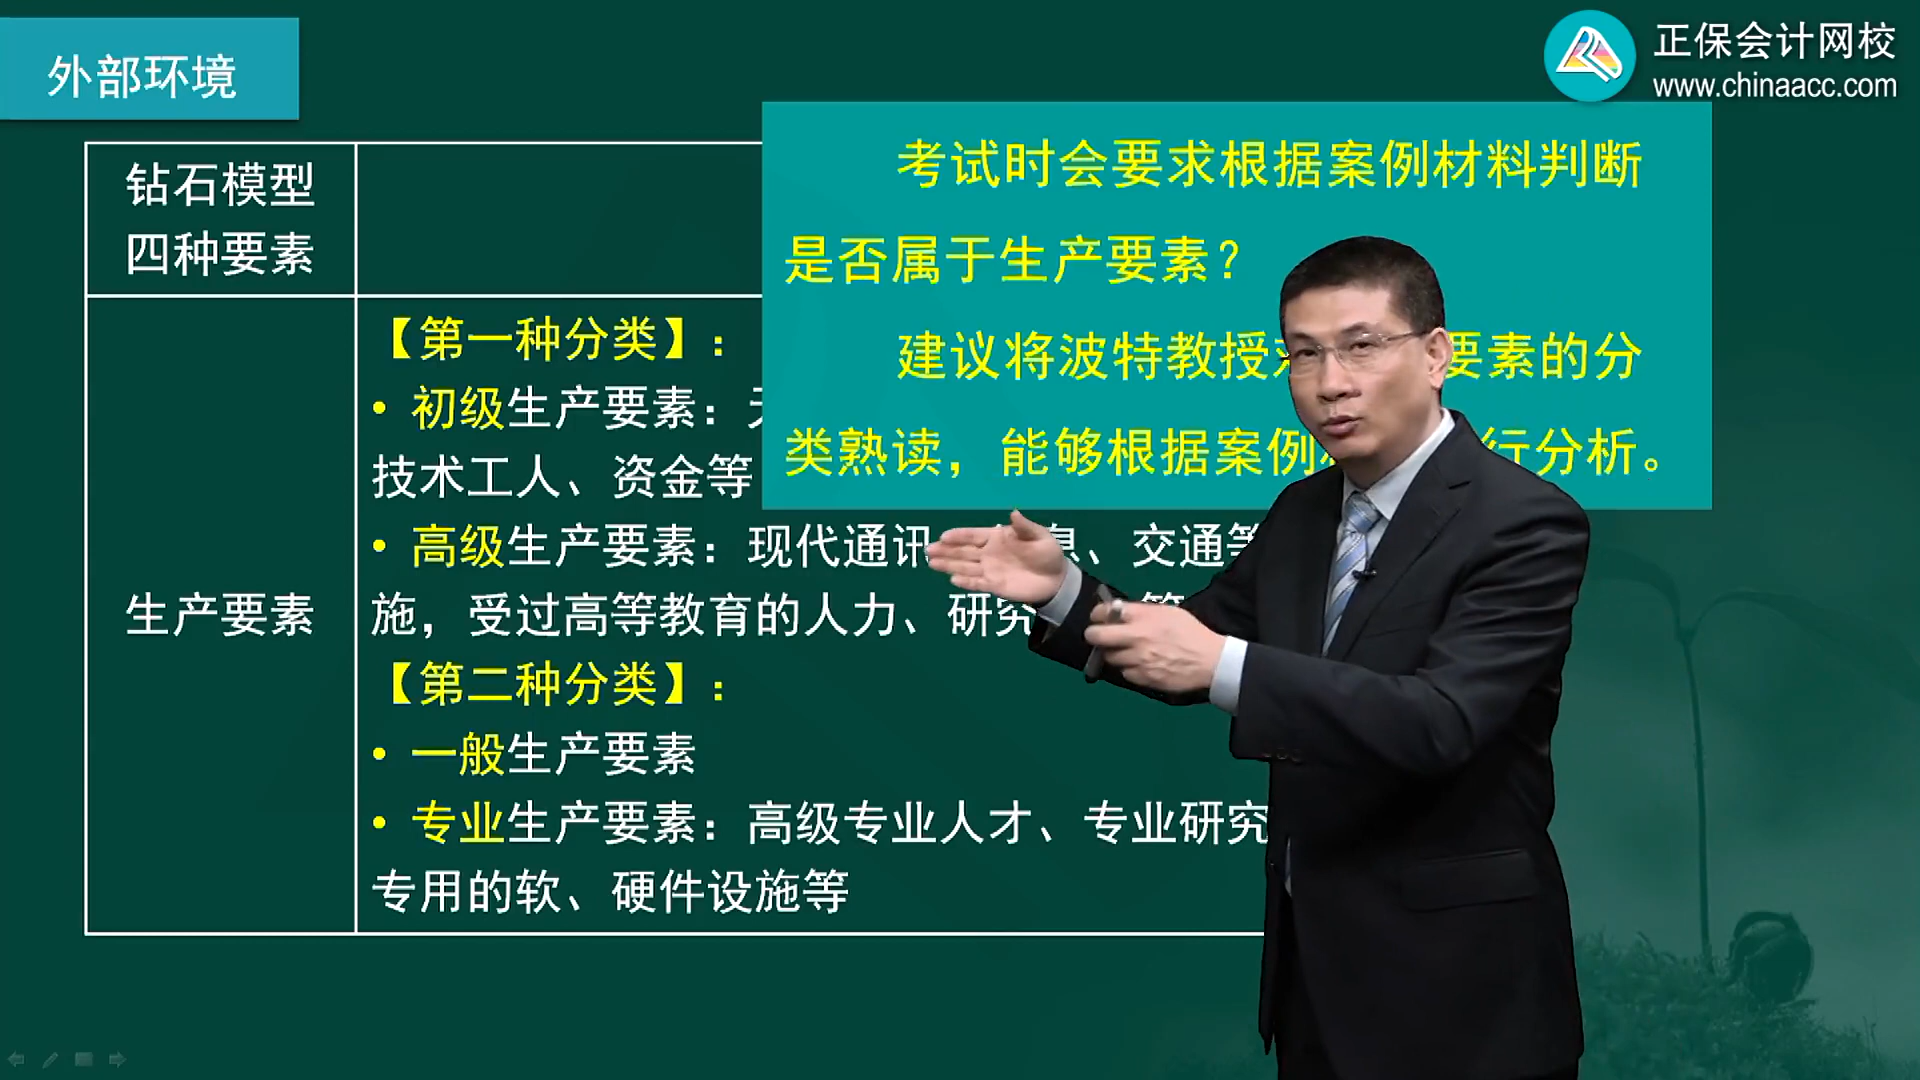 外部环境
正保会计网校
www.chinaacc.com
钻石模型
四种要素
考试时会要求根据案例材料判断
是否属于生产要素？
建议将波特教授 要素的分
类熟读，能够根据案例 行分析。
生产要素
【第一种分类】：
• 初级生产要素：
技术工人、资金等
• 高级生产要素：现代通讯 息、交通等
施，受过高等教育的人力、研究
【第二种分类】：
• 一般生产要素
• 专业生产要素：高级专业人才、专业研究
专用的软、硬件设施等